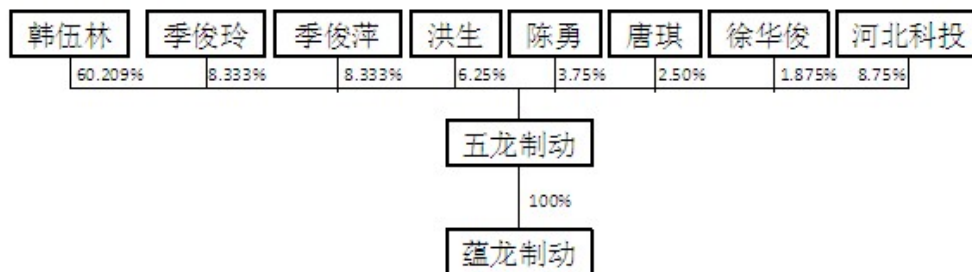 韩伍林 季俊玲 季俊萍 洪生 陈勇 唐琪 徐华俊 河北科投
60.209% 8.333% 8.333% 6.25% 3.75% 2.50% 1.875% 8.75%
五龙制动
100%
蕴龙制动